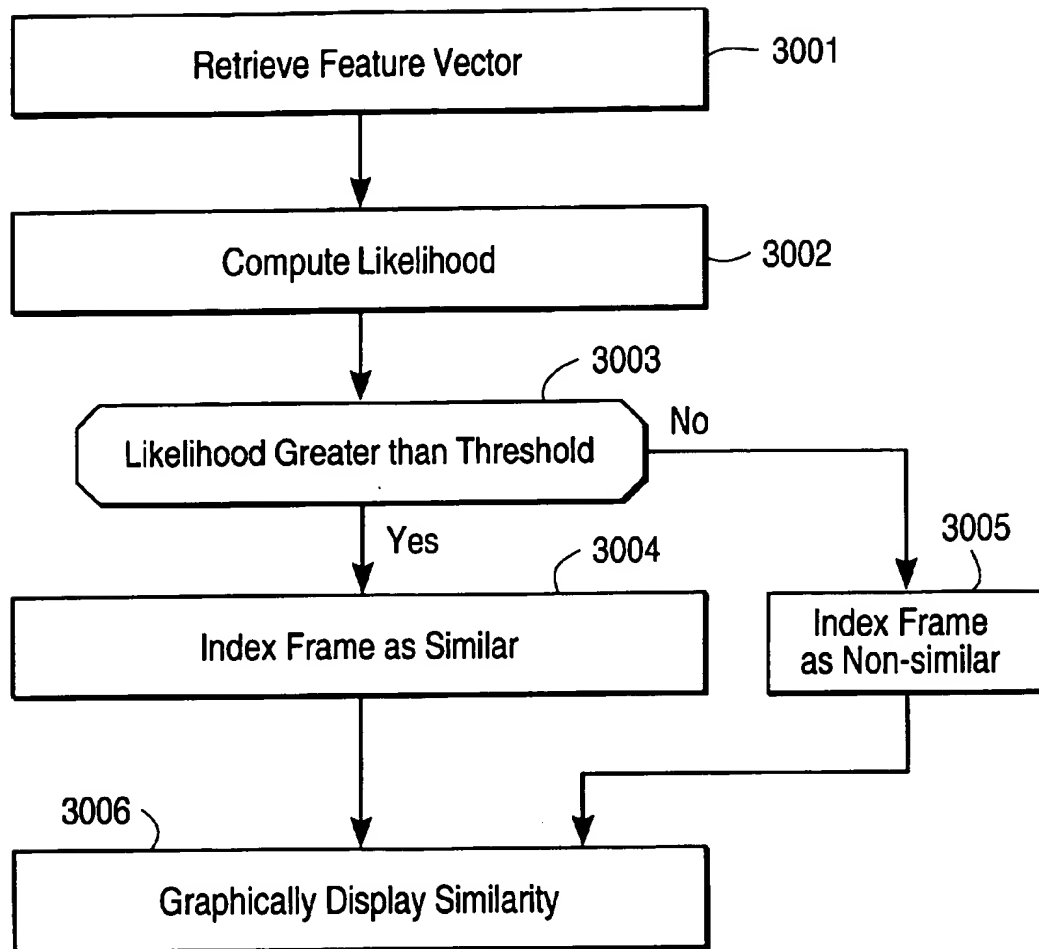 Retrieve Feature Vector
3001
Compute Likelihood
3002
3003
Likelihood Greater than Threshold
No
Yes
3004
3005
Index Frame as Similar
Index Frame
as Non-similar
3006
Graphically Display Similarity